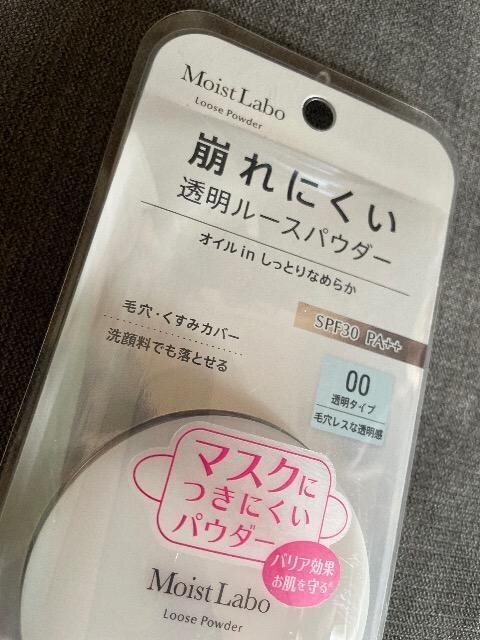 Moist Labo
Loose Powder
崩れにくい
透明ルースパウダー
オイル in しっとりなめらか
SPF30 PA++
毛穴・くすみカバー
洗顔料でも落とせる
00
透明タイプ
毛穴レスな透明感
マスクに
つきにくい
パウダー
バリア効果
お肌を守る※
Moist Labo
Loose Powder